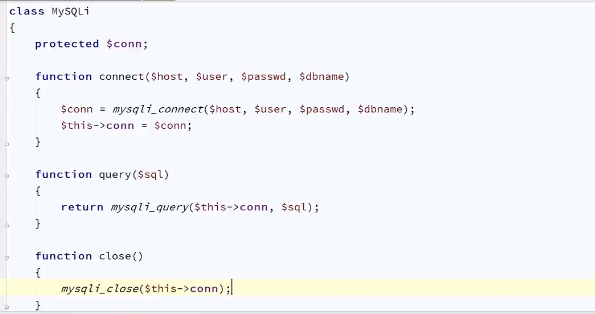 class MySQLi
{
    protected $conn;
    function connect($host, $user, $passwd, $dbname)
    {
        $conn = mysqli_connect($host, $user, $passwd, $dbname);
        $this->conn = $conn;
    }
    function query($sql)
    {
        return mysqli_query($this->conn, $sql);
    }
    function close()
    {
        mysqli_close($this->conn);
    }